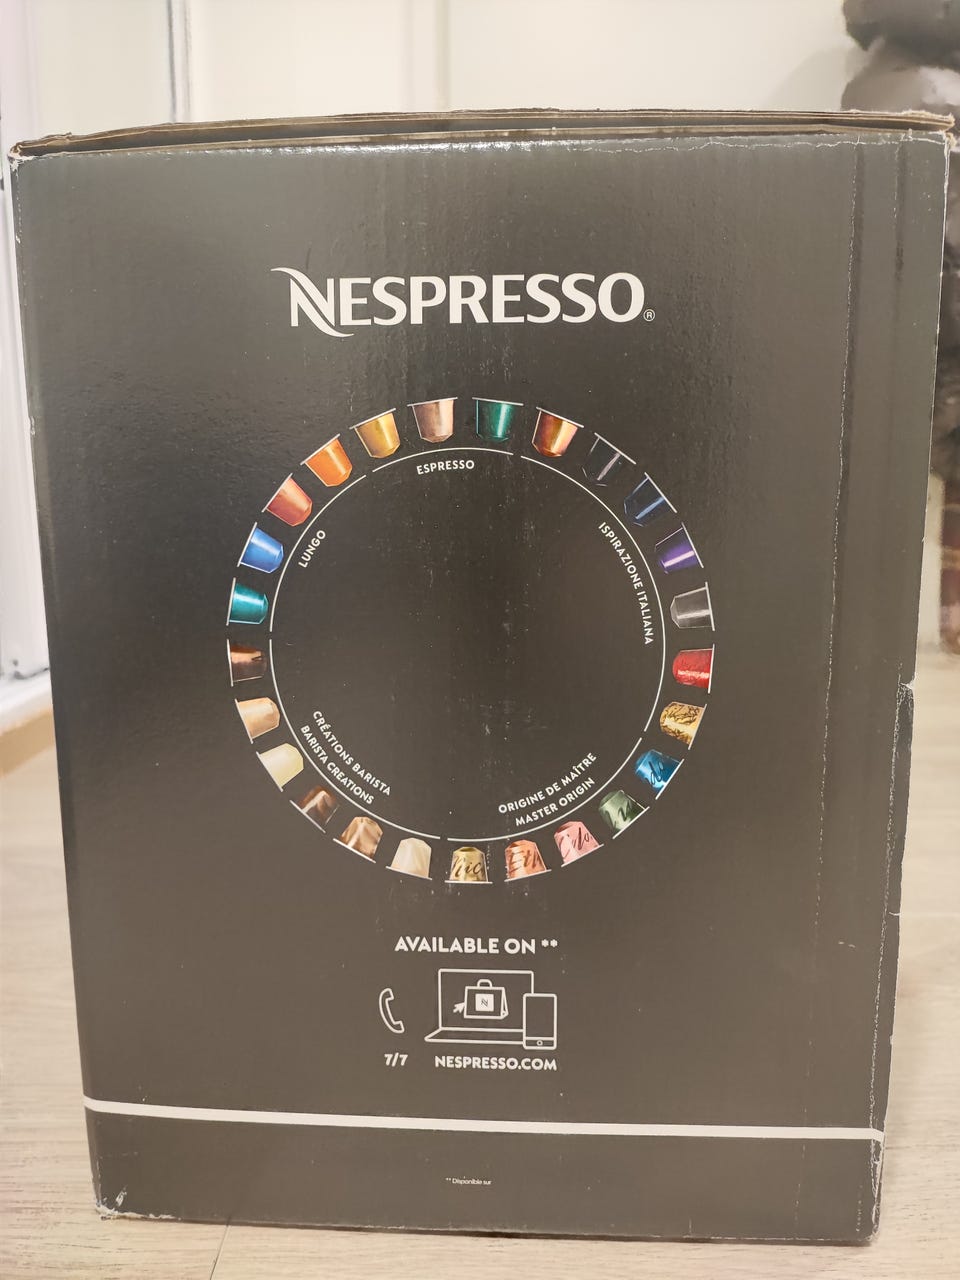 NESPRESSO®
ESPRESSO
LUNGO
ISPIRAZIONE ITALIANA
CRÉATIONS BARISTA
BARISTA CREATIONS
ORIGINE DE MAÎTRE
MASTER ORIGIN
AVAILABLE ON **
7/7
NESPRESSO.COM
** Disponible sur